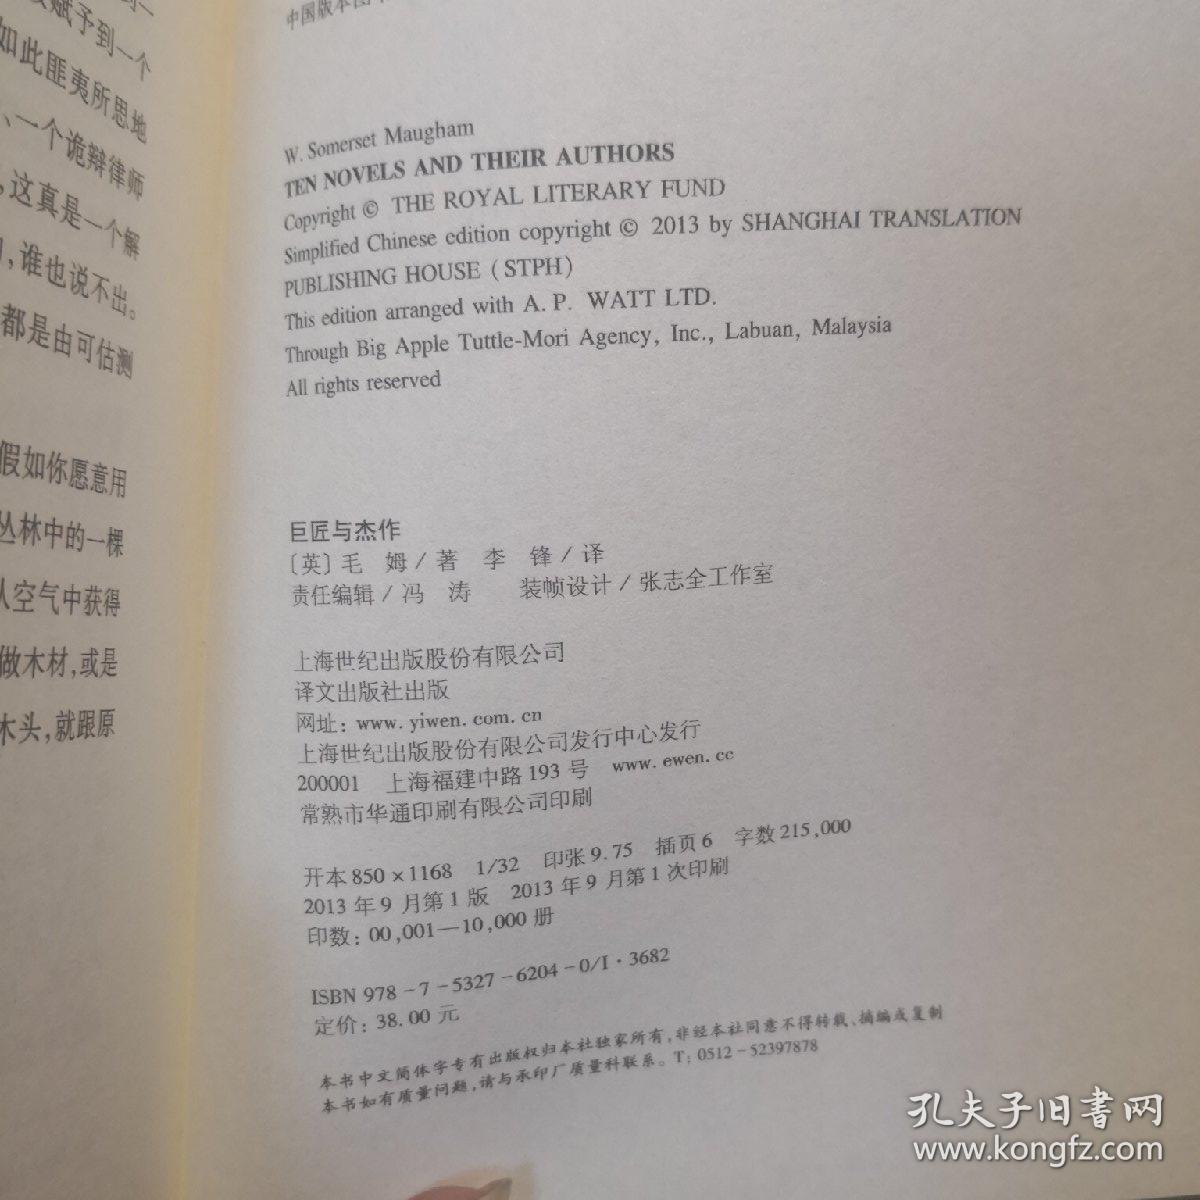 赋予到一个
如此匪夷所思地
、一个诡辩律师
,这真是一个解
,谁也说不出。
都是由可估测
假如你愿意用
丛林中的一棵
从空气中获得
做木材,或是
木头,就跟原
中国版本图
W. Somerset Maugham
TEN NOVELS AND THEIR AUTHORS
Copyright © THE ROYAL LITERARY FUND
Simplified Chinese edition copyright © 2013 by SHANGHAI TRANSLATION
PUBLISHING HOUSE (STPH)
This edition arranged with A. P. WATT LTD.
Through Big Apple Tuttle-Mori Agency, Inc., Labuan, Malaysia
All rights reserved
巨匠与杰作
〔英〕毛 姆/著 李 锋/译
责任编辑/冯 涛 装帧设计/张志全工作室
上海世纪出版股份有限公司
译文出版社出版
网址: www.yiwen.com.cn
上海世纪出版股份有限公司发行中心发行
200001 上海福建中路193号 www.ewen.cc
常熟市华通印刷有限公司印刷
开本 850×1168 1/32 印张 9.75 插页 6 字数 215,000
2013年9月第1版 2013年9月第1次印刷
印数: 00,001—10,000册
ISBN 978-7-5327-6204-0/I·3682
定价: 38.00元
本书中文简体字专有出版权归本社独家所有,非经本社同意不得转载、摘编或复制
本书如有质量问题,请与承印厂质量科联系。T: 0512-52397878
孔夫子旧书网
www.kongfz.com